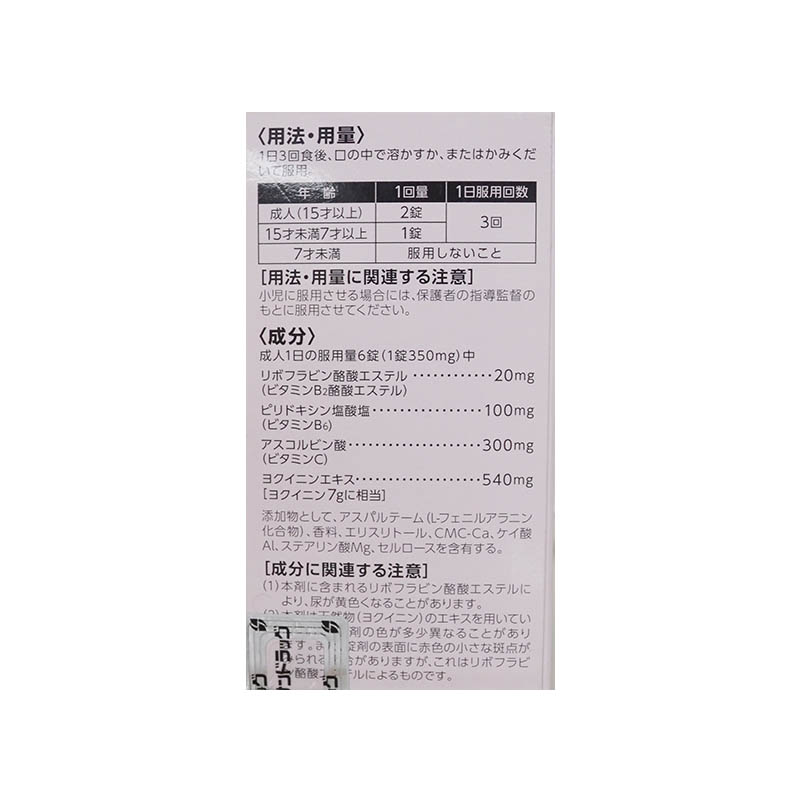 〈用法・用量〉
1日3回食後、口の中で溶かすか、またはかみくだ
いて服用。
年 齢 1回量 1日服用回数
成人(15才以上) 2錠 3回
15才未満7才以上 1錠
7才未満 服用しないこと
[用法・用量に関連する注意]
小児に服用させる場合には、保護者の指導監督の
もとに服用させてください。
〈成分〉
成人1日の服用量6錠(1錠350mg)中
リボフラビン酪酸エステル ············20mg
(ビタミンB2酪酸エステル)
ピリドキシン塩酸塩··················100mg
(ビタミンB6)
アスコルビン酸······················300mg
(ビタミンC)
ヨクイニンエキス····················540mg
[ヨクイニン7gに相当]
添加物として、アスパルテーム(L-フェニルアラニン
化合物)、香料、エリスリトール、CMC-Ca、ケイ酸
Al、ステアリン酸Mg、セルロースを含有する。
[成分に関連する注意]
(1)本剤に含まれるリボフラビン酪酸エステルに
より、尿が黄色くなることがあります。
(2)本剤は天然物(ヨクイニン)のエキスを用いてい
剤の色が多少異なることがあり
ます。また 錠剤の表面に赤色の小さな斑点が
みられる 合がありますが、これはリボフラビ
ン酪酸エステルによるものです。
サンドラッグ